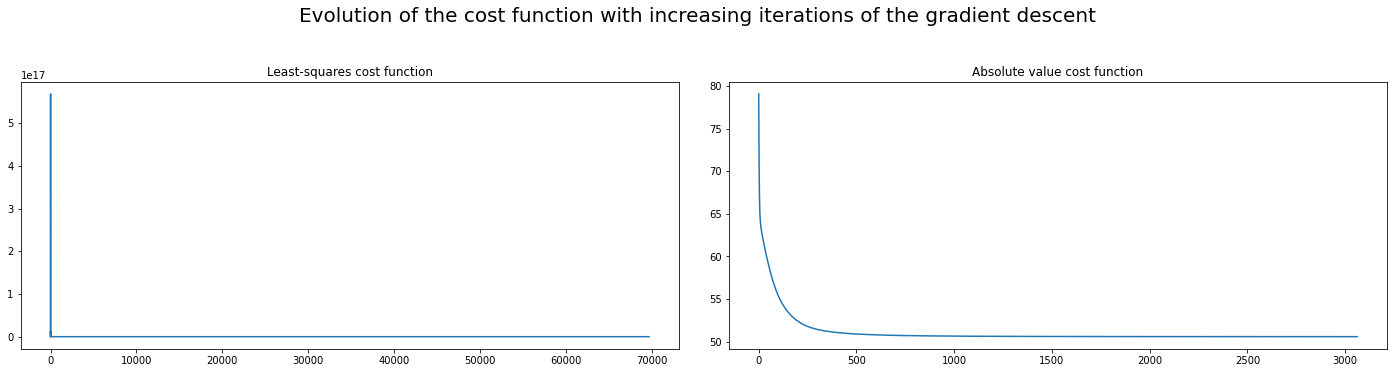 Evolution of the cost function with increasing iterations of the gradient descent
Least-squares cost function
1e17
5
4
3
2
1
0
0 10000 20000 30000 40000 50000 60000 70000
Absolute value cost function
80
75
70
65
60
55
50
0 500 1000 1500 2000 2500 3000